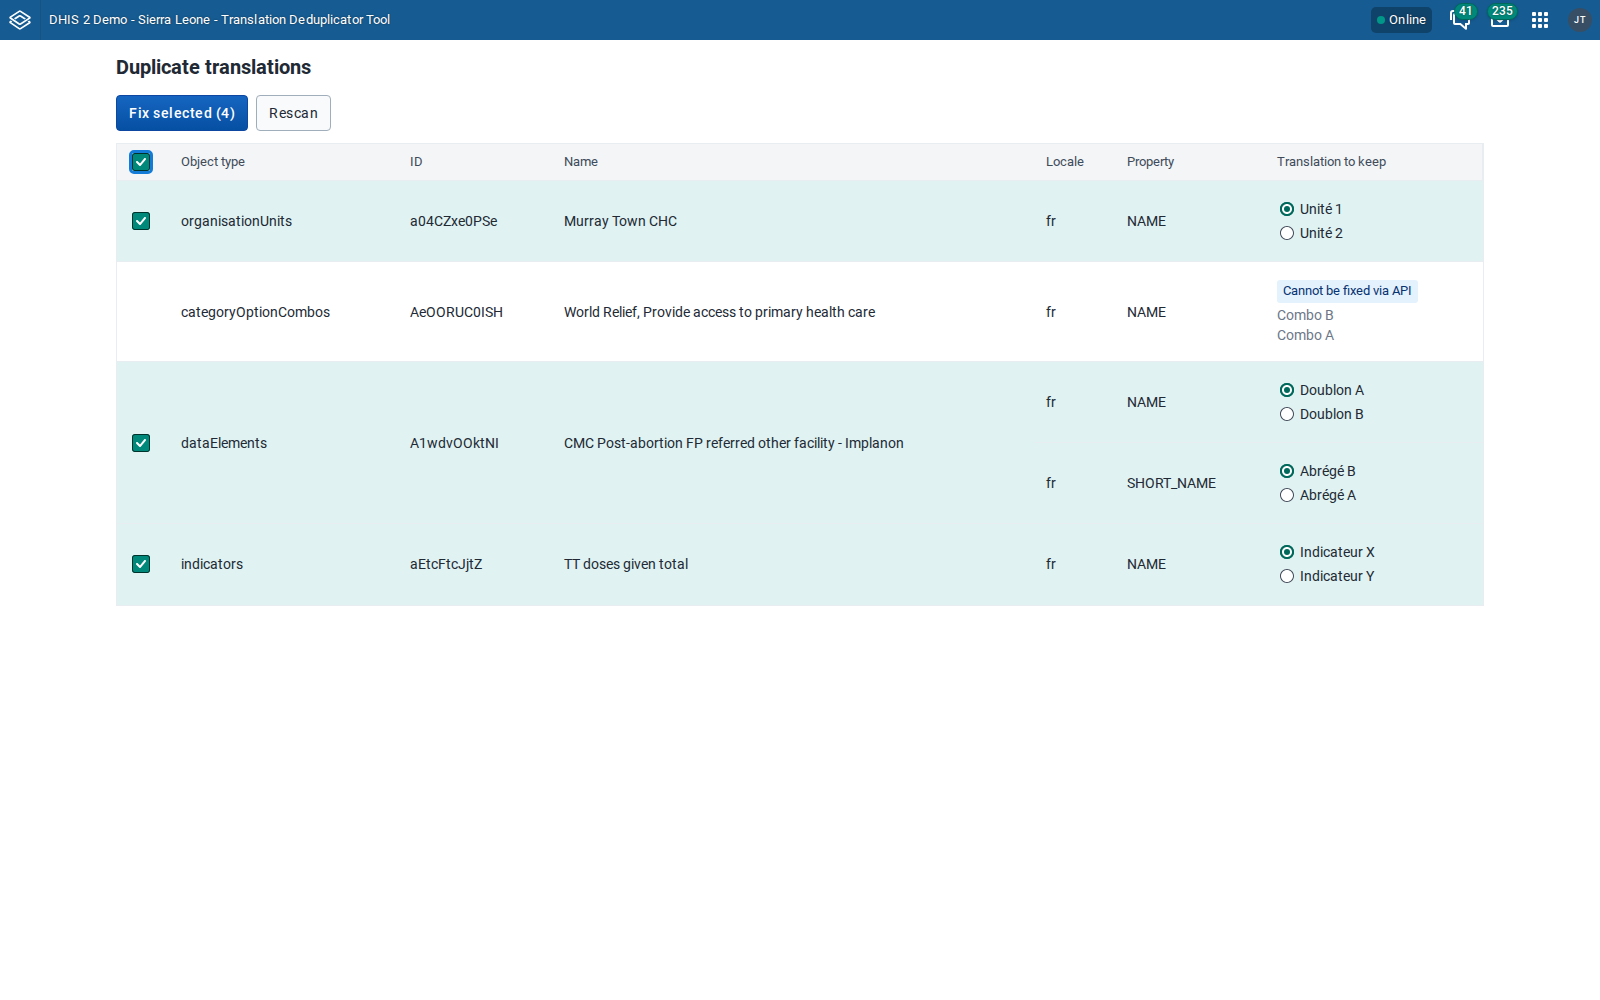 DHIS 2 Demo - Sierra Leone - Translation Deduplicator Tool
Online
41
235
JT
Duplicate translations
Fix selected (4)
Rescan
Object type ID Name Locale Property Translation to keep
organisationUnits a04CZxe0PSe Murray Town CHC fr NAME
Unité 1
Unité 2
categoryOptionCombos AeOORUC0ISH World Relief, Provide access to primary health care fr NAME
Cannot be fixed via API
Combo B
Combo A
dataElements A1wdvOOktNI CMC Post-abortion FP referred other facility - Implanon
fr NAME
Doublon A
Doublon B
fr SHORT_NAME
Abrégé B
Abrégé A
indicators aEtcFtcJjtZ TT doses given total fr NAME
Indicateur X
Indicateur Y